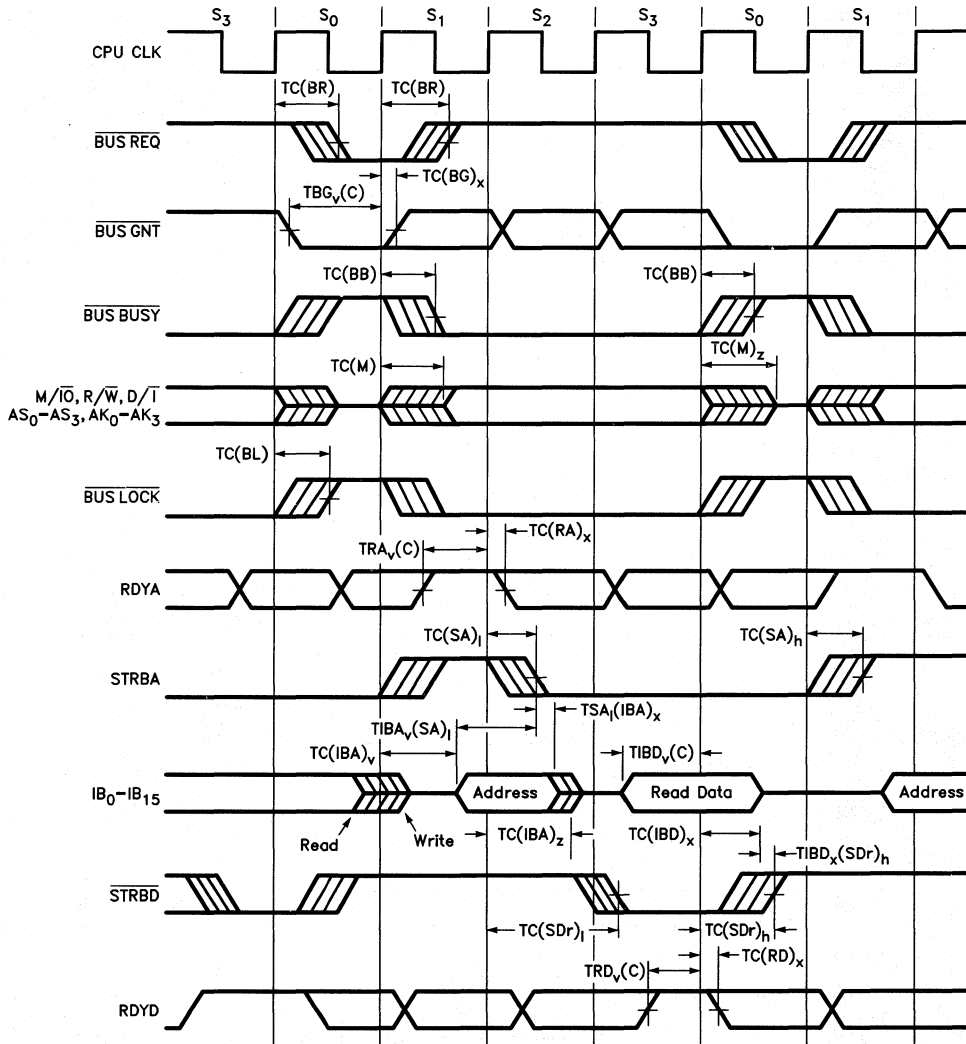 S₃ S₀ S₁ S₂ S₃ S₀ S₁
CPU CLK
TC(BR) TC(BR)
BUS REQ
TC(BG)ₓ
TBGᵥ(C)
BUS GNT
TC(BB) TC(BB)
BUS BUSY
TC(M) TC(M)z
M/IO, R/W, D/I
AS₀–AS₃, AK₀–AK₃
TC(BL)
BUS LOCK
TC(RA)ₓ
TRAᵥ(C)
RDYA
TC(SA)ₗ TC(SA)ₕ
STRBA
TSAₗ(IBA)ₓ
TIBAᵥ(SA)ₗ
TC(IBA)ᵥ TIBDᵥ(C)
IB₀–IB₁₅ Address Read Data Address
Read Write TC(IBA)z TC(IBD)ₓ
TIBDₓ(SDr)ₕ
STRBD
TC(SDr)ₗ TC(SDr)ₕ
TRDᵥ(C) TC(RD)ₓ
RDYD